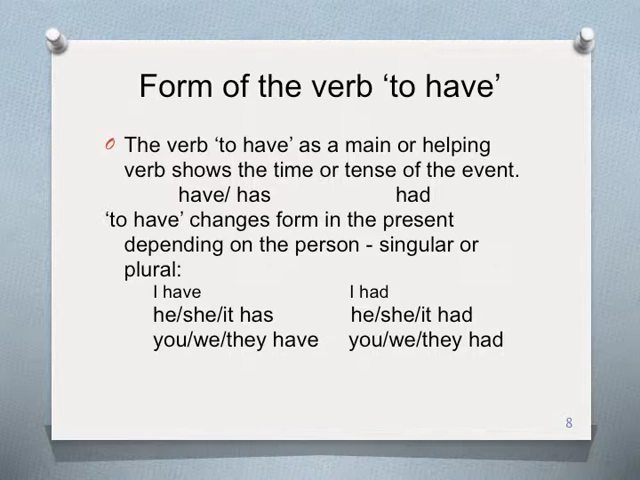 Form of the verb ‘to have’
The verb ‘to have’ as a main or helping
verb shows the time or tense of the event.
have/ has had
‘to have’ changes form in the present
depending on the person - singular or
plural:
I have I had
he/she/it has he/she/it had
you/we/they have you/we/they had
8